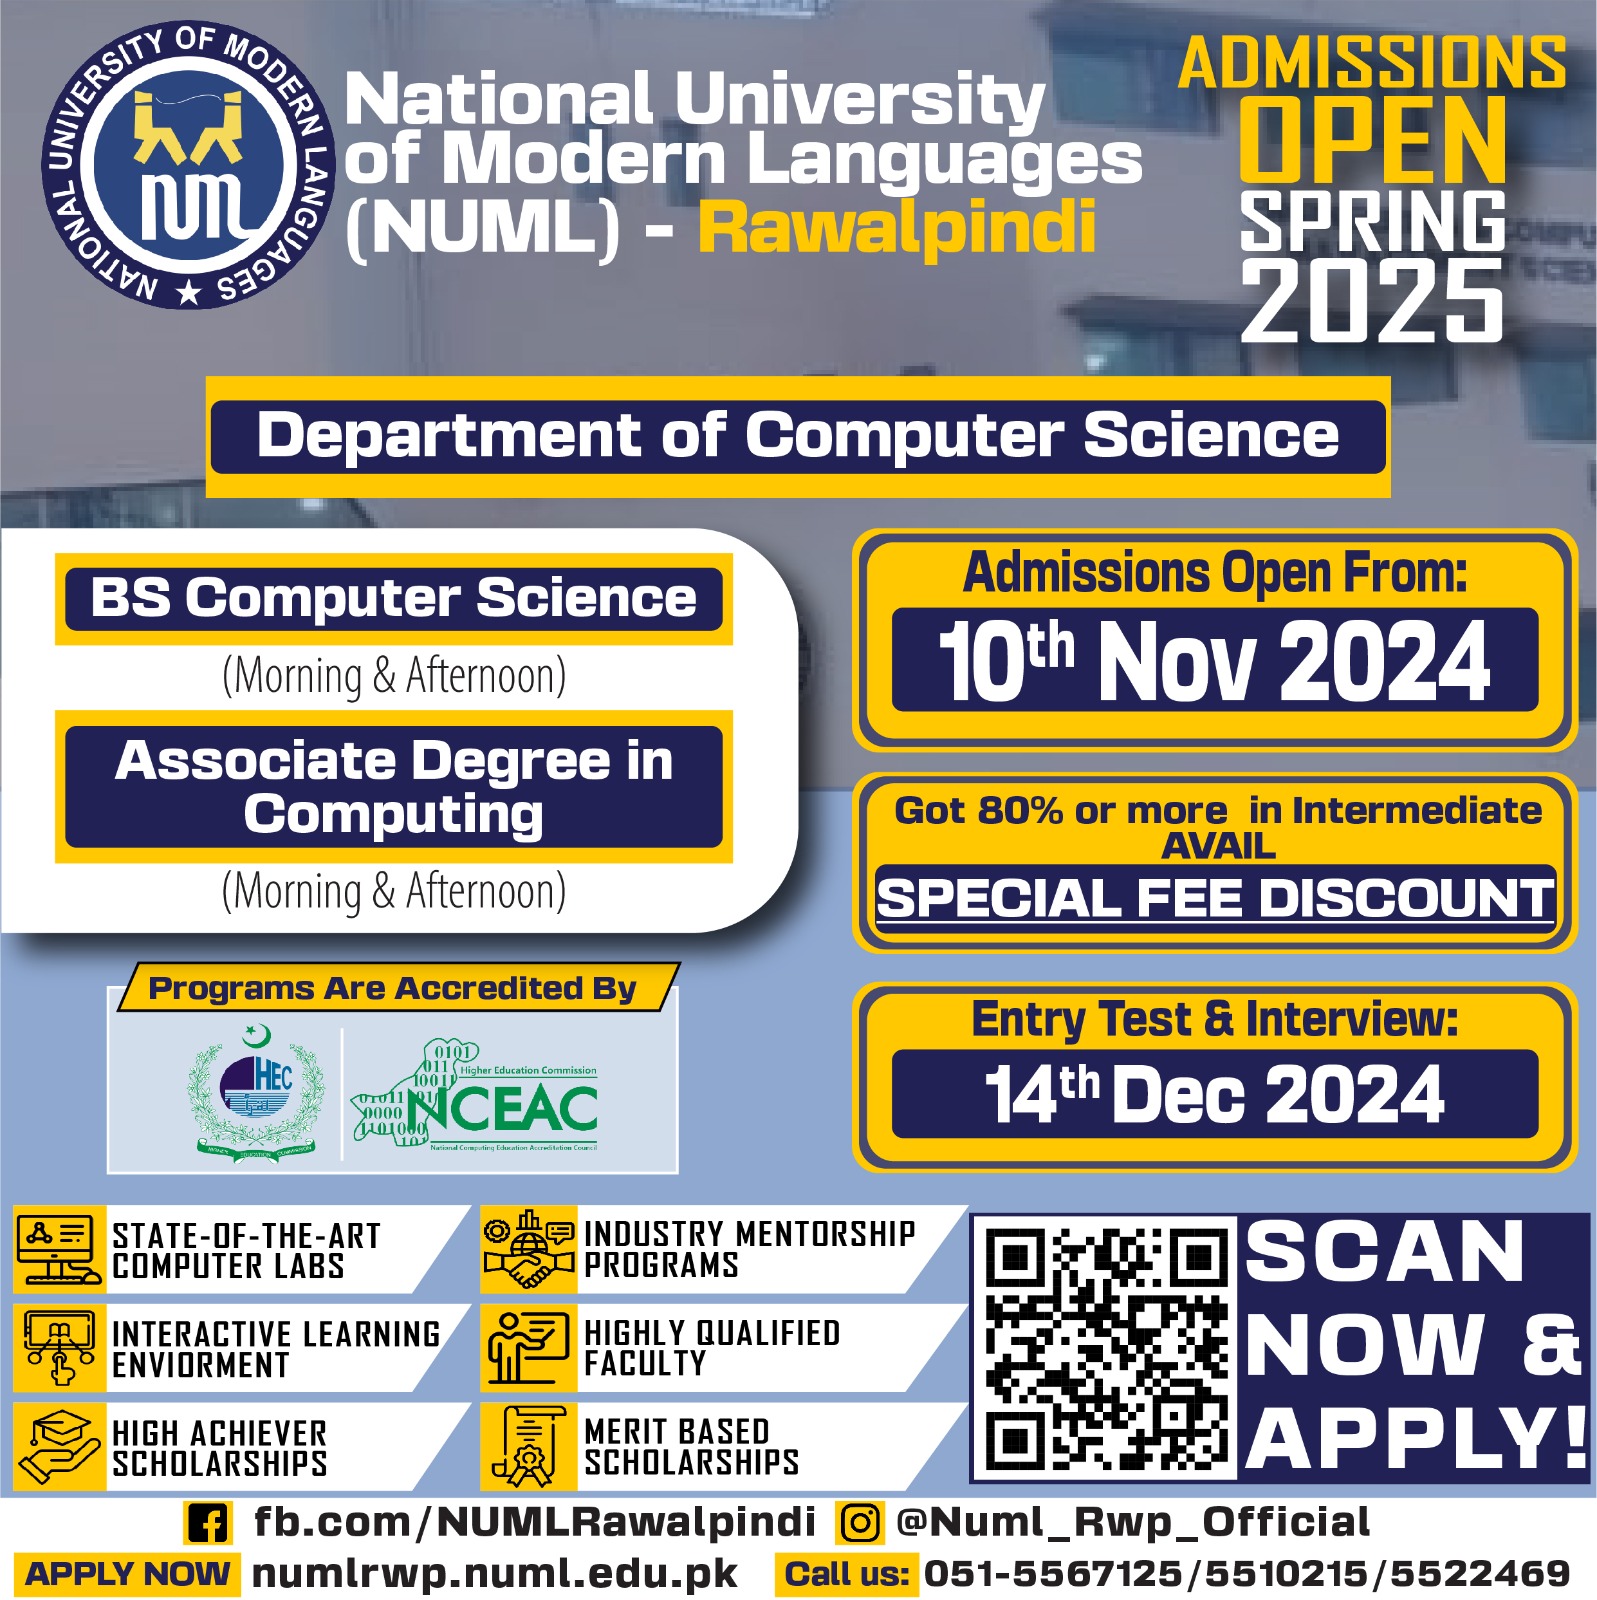 NATIONAL UNIVERSITY OF MODERN LANGUAGES
num
National University
of Modern Languages
(NUML) - Rawalpindi
ADMISSIONS
OPEN
SPRING
2025
Department of Computer Science
BS Computer Science
(Morning & Afternoon)
Associate Degree in
Computing
(Morning & Afternoon)
Admissions Open From:
10th Nov 2024
Got 80% or more in Intermediate
AVAIL
SPECIAL FEE DISCOUNT
Entry Test & Interview:
14th Dec 2024
Programs Are Accredited By
HEC
HIGHER EDUCATION COMMISSION
Higher Education Commission
NCEAC
National Computing Education Accreditation Council
STATE-OF-THE-ART
COMPUTER LABS
INDUSTRY MENTORSHIP
PROGRAMS
INTERACTIVE LEARNING
ENVIORMENT
HIGHLY QUALIFIED
FACULTY
HIGH ACHIEVER
SCHOLARSHIPS
MERIT BASED
SCHOLARSHIPS
SCAN
NOW &
APPLY!
fb.com/NUMLRawalpindi
@Numl_Rwp_Official
APPLY NOW numlrwp.numl.edu.pk
Call us: 051-5567125/5510215/5522469